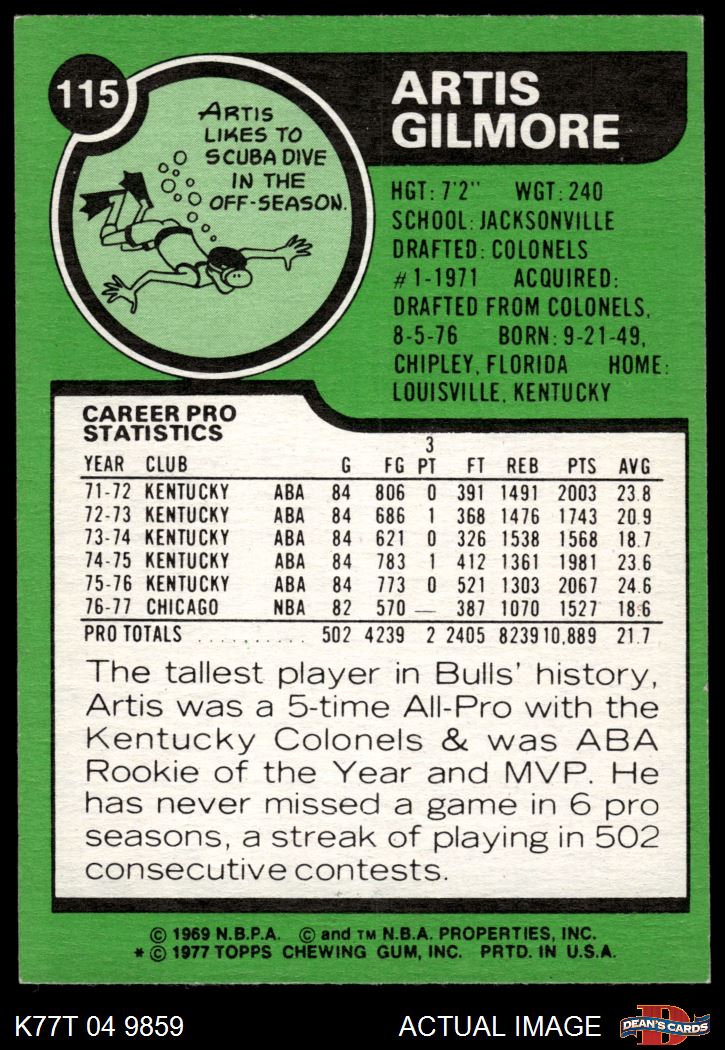 115
ARTIS
LIKES TO
SCUBA DIVE
IN THE
OFF-SEASON.
ARTIS
GILMORE
HGT: 7'2" WGT: 240
SCHOOL: JACKSONVILLE
DRAFTED: COLONELS
#1-1971 ACQUIRED:
DRAFTED FROM COLONELS,
8-5-76 BORN: 9-21-49,
CHIPLEY, FLORIDA HOME:
LOUISVILLE, KENTUCKY
CAREER PRO
STATISTICS
YEAR CLUB G FG 3 PT FT REB PTS AVG
71-72 KENTUCKY ABA 84 806 0 391 1491 2003 23.8
72-73 KENTUCKY ABA 84 686 1 368 1476 1743 20.9
73-74 KENTUCKY ABA 84 621 0 326 1538 1568 18.7
74-75 KENTUCKY ABA 84 783 1 412 1361 1981 23.6
75-76 KENTUCKY ABA 84 773 0 521 1303 2067 24.6
76-77 CHICAGO NBA 82 570 — 387 1070 1527 18.6
PRO TOTALS .......... 502 4239 2 2405 8239 10,889 21.7
The tallest player in Bulls' history,
Artis was a 5-time All-Pro with the
Kentucky Colonels & was ABA
Rookie of the Year and MVP. He
has never missed a game in 6 pro
seasons, a streak of playing in 502
consecutive contests.
© 1969 N.B.P.A. © and TM N.B.A. PROPERTIES, INC.
* © 1977 TOPPS CHEWING GUM, INC. PRTD. IN U.S.A.
K77T 04 9859 ACTUAL IMAGE D DEAN'S CARDS